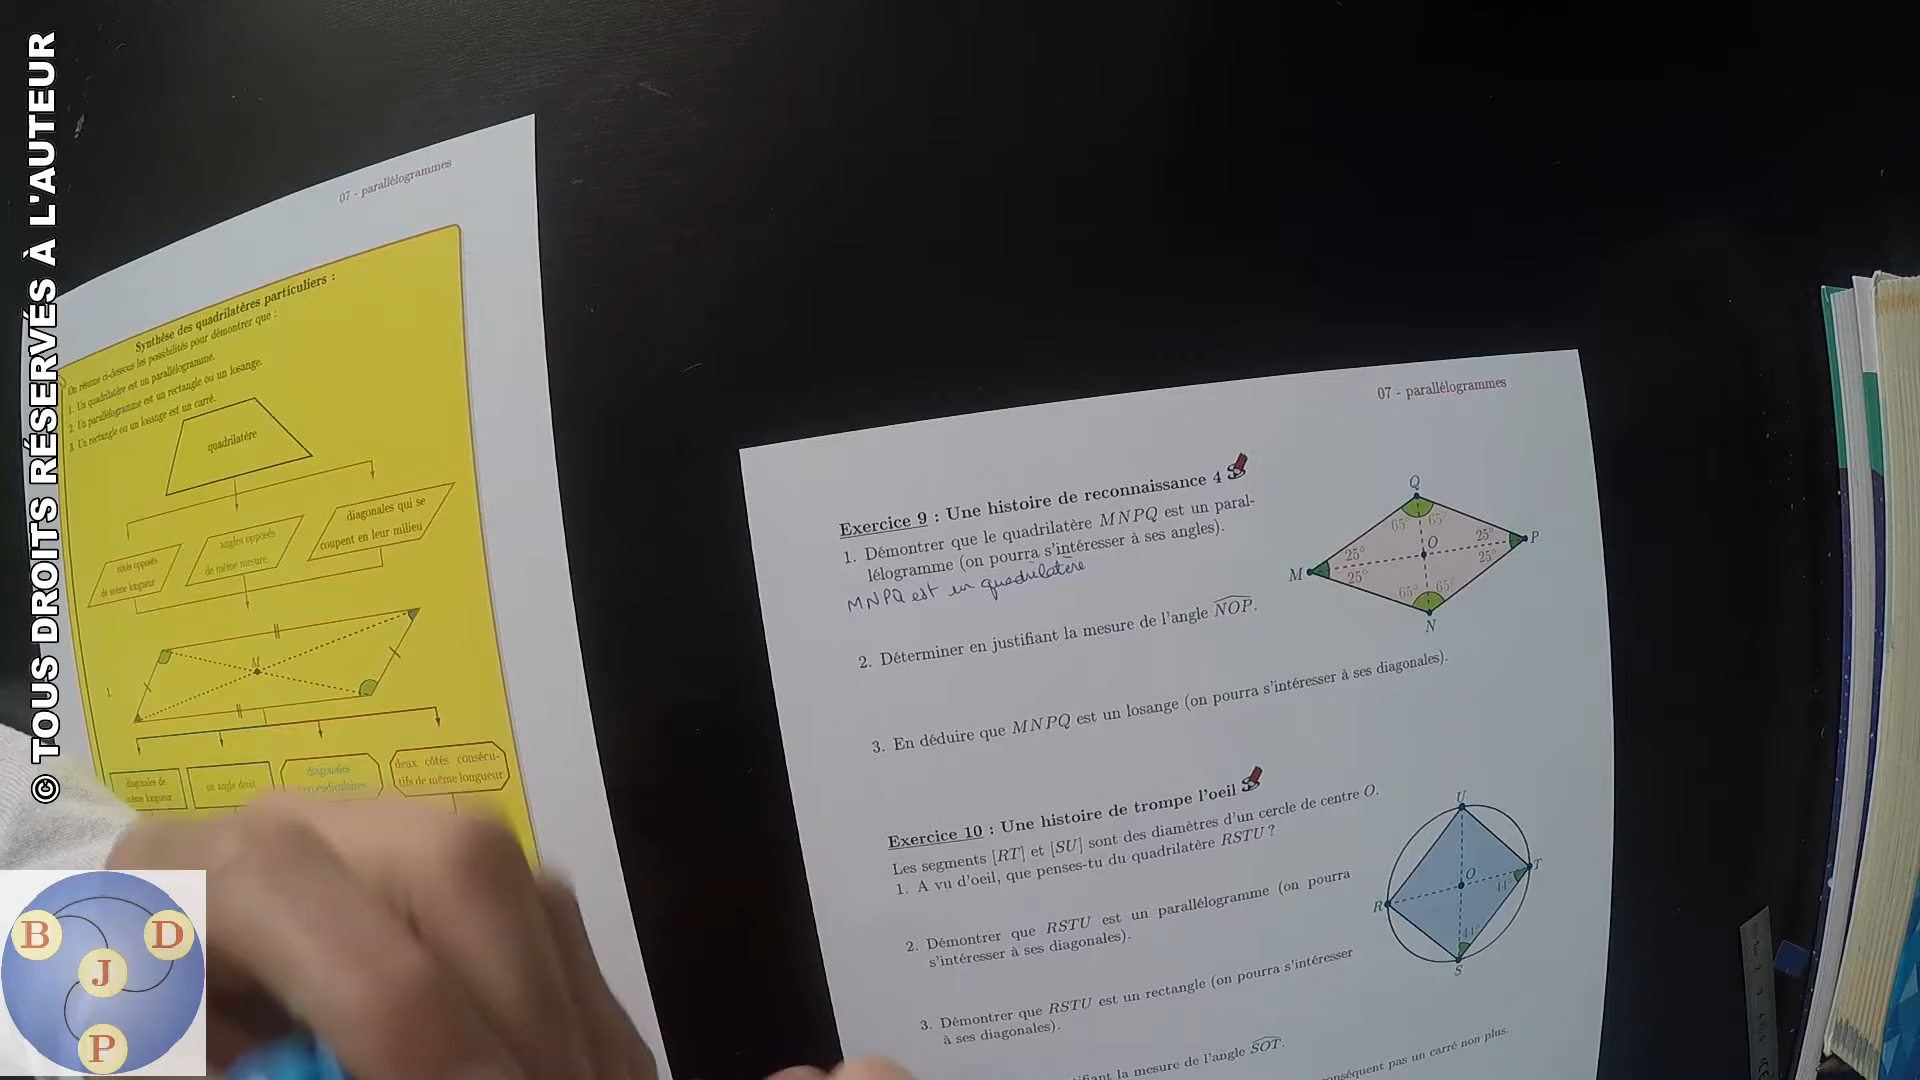 © TOUS DROITS RÉSERVÉS À L'AUTEUR
07 - parallélogrammes
Synthèse des quadrilatères particuliers :
On résume ci-dessous les possibilités pour démontrer que :
1. Un quadrilatère est un parallélogramme.
2. Un parallélogramme est un rectangle ou un losange.
3. Un rectangle ou un losange est un carré.
quadrilatère
côtés opposés
de même longueur
angles opposés
de même mesure
diagonales qui se
coupent en leur milieu
M
1.
diagonales de
même longueur
un angle droit
diagonales
perpendiculaires
deux côtés consécu-
tifs de même longueur
B
D
J
P
07 - parallélogrammes
Exercice 9 : Une histoire de reconnaissance 4
1. Démontrer que le quadrilatère MNPQ est un paral-
lélogramme (on pourra s'intéresser à ses angles).
MNPQ est un quadrilatère
2. Déterminer en justifiant la mesure de l'angle NOP.
3. En déduire que MNPQ est un losange (on pourra s'intéresser à ses diagonales).
Q
65° 65°
25° O 25° P
M 25° 25°
65° 65°
N
Exercice 10 : Une histoire de trompe l'oeil
Les segments [RT] et [SU] sont des diamètres d'un cercle de centre O.
1. A vu d'oeil, que penses-tu du quadrilatère RSTU ?
2. Démontrer que RSTU est un parallélogramme (on pourra
s'intéresser à ses diagonales).
3. Démontrer que RSTU est un rectangle (on pourra s'intéresser
à ses diagonales).
U
O T
44°
R
44°
S
la mesure de l'angle SOT.
pas un carré non plus.